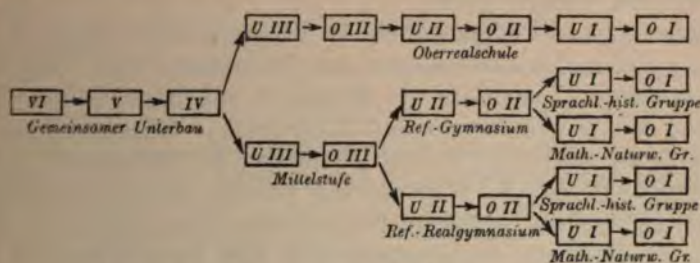 U III O III U II O II U I O I
Oberrealschule
U I O I
Sprachl.-hist. Gruppe
VI V IV U II O II
Gemeinsamer Unterbau Ref.-Gymnasium
U I O I
Math.-Naturw. Gr.
U III O III
Mittelstufe
U I O I
Sprachl.-hist. Gruppe
U II O II
Ref.-Realgymnasium
U I O I
Math.-Naturw. Gr.